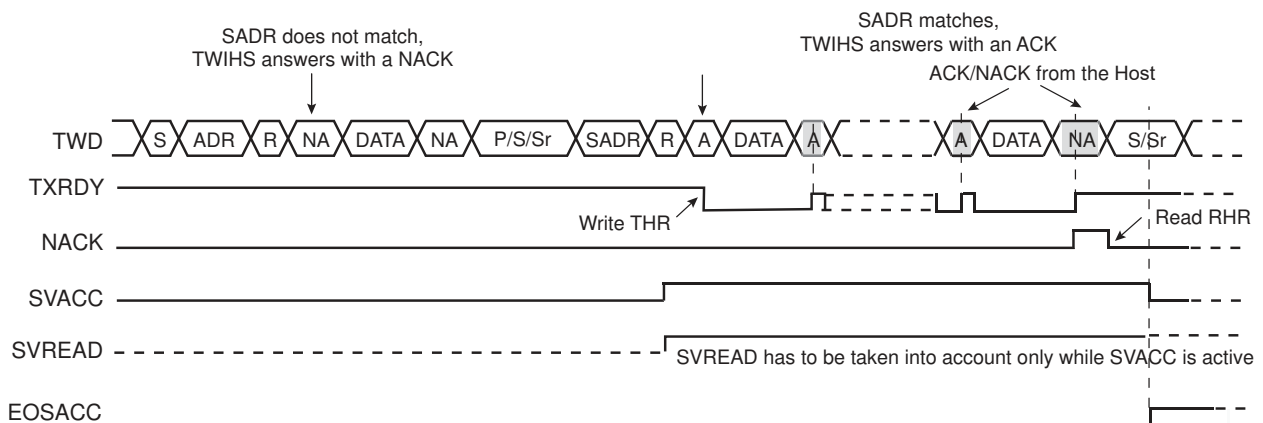 SADR matches,
TWIHS answers with an ACK
SADR does not match,
TWIHS answers with a NACK
ACK/NACK from the Host
TWD S ADR R NA DATA NA P/S/Sr SADR R A DATA A A DATA NA S/Sr
TXRDY
Write THR
Read RHR
NACK
SVACC
SVREAD
SVREAD has to be taken into account only while SVACC is active
EOSACC